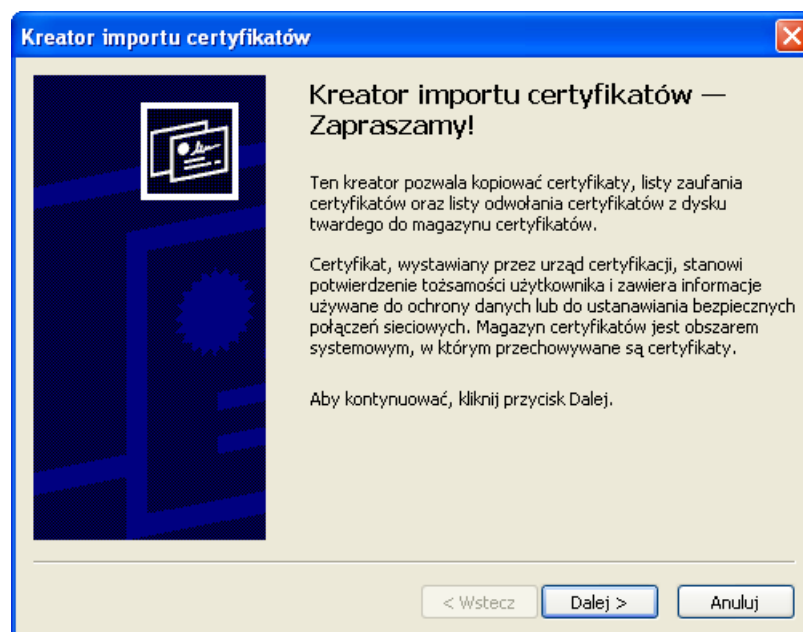 Kreator importu certyfikatów
Kreator importu certyfikatów —
Zapraszamy!
Ten kreator pozwala kopiować certyfikaty, listy zaufania
certyfikatów oraz listy odwołania certyfikatów z dysku
twardego do magazynu certyfikatów.
Certyfikat, wystawiany przez urząd certyfikacji, stanowi
potwierdzenie tożsamości użytkownika i zawiera informacje
używane do ochrony danych lub do ustanawiania bezpiecznych
połączeń sieciowych. Magazyn certyfikatów jest obszarem
systemowym, w którym przechowywane są certyfikaty.
Aby kontynuować, kliknij przycisk Dalej.
< Wstecz Dalej > Anuluj